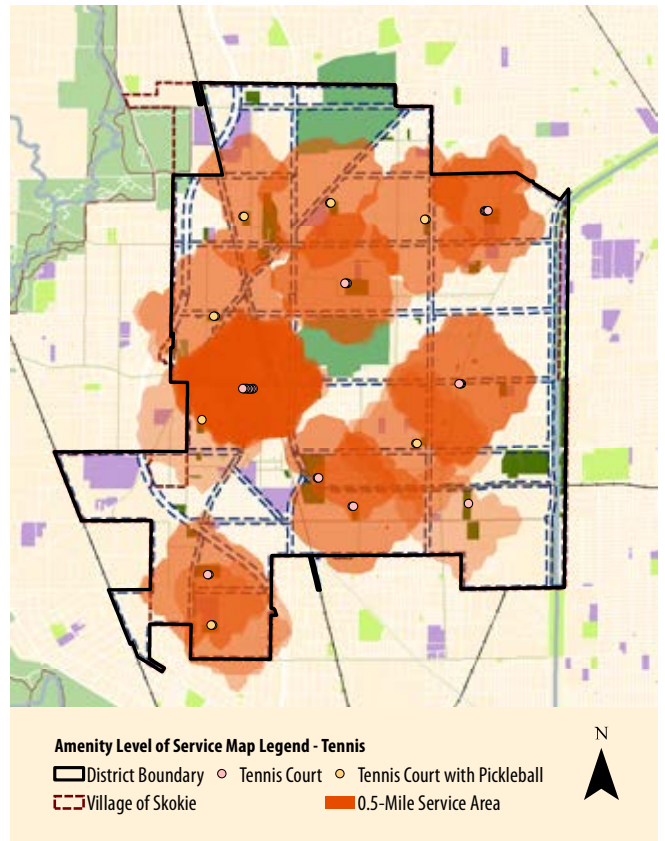 N
Amenity Level of Service Map Legend - Tennis
District Boundary Tennis Court Tennis Court with Pickleball
Village of Skokie 0.5-Mile Service Area